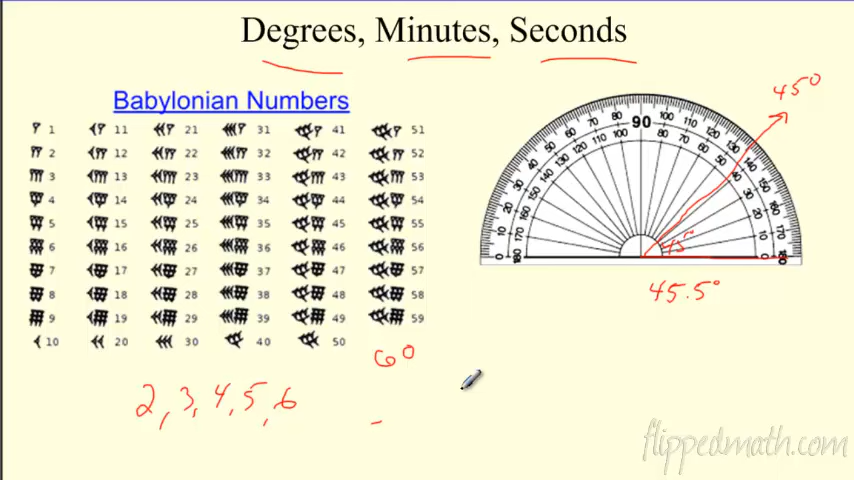 Degrees, Minutes, Seconds
Babylonian Numbers
1 11 21 31 41 51
2 12 22 32 42 52
3 13 23 33 43 53
4 14 24 34 44 54
5 15 25 35 45 55
6 16 26 36 46 56
7 17 27 37 47 57
8 18 28 38 48 58
9 19 29 39 49 59
10 20 30 40 50
60
2, 3, 4, 5, 6
45°
90
45°
45.5°
flippedmath.com